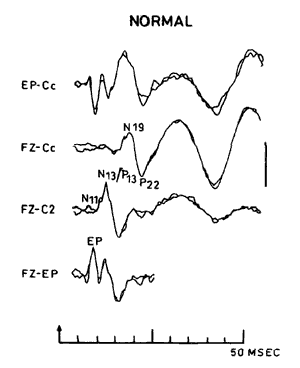 NORMAL
EP-Cc
FZ-Cc
N19
N13/P13 P22
N11
FZ-C2
EP
FZ-EP
50 MSEC